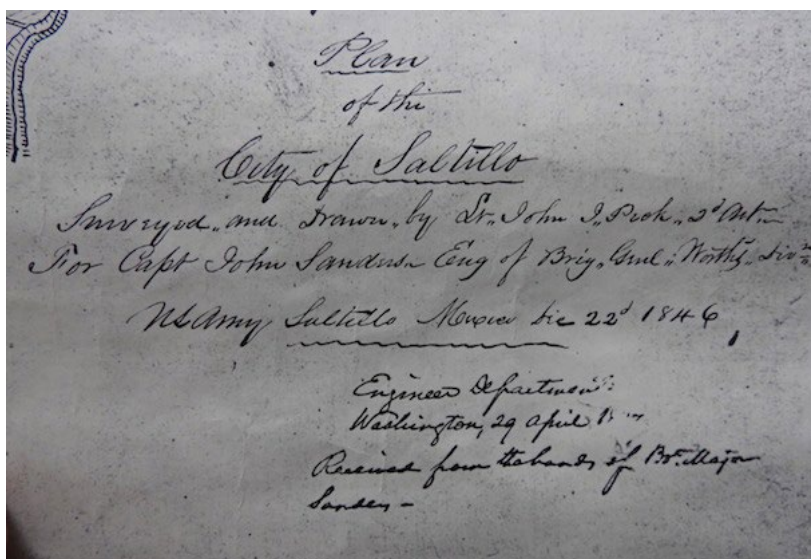 Plan
of the
City of Saltillo
Surveyed and Drawn by Lt. John J. Peck 2d Art.
For Capt John Sanders Eng of Brig. Genl. Worth's Divn
US Army Saltillo Mexico Dec 22d 1846
Engineer Department
Washington, 29 April
Received from the hands of Bt. Major
Sanders -